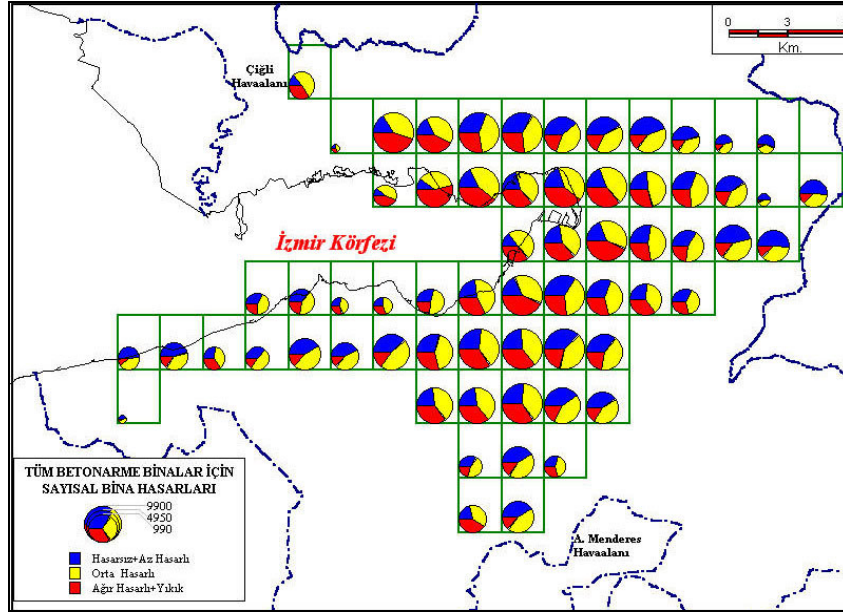 0 3
Km.
Çiğli
Havaalanı
İzmir Körfezi
TÜM BETONARME BİNALAR İÇİN
SAYISAL BİNA HASARLARI
9900
4950
990
Hasarsız+Az Hasarlı
Orta Hasarlı
Ağır Hasarlı+Yıkık
A. Menderes
Havaalanı